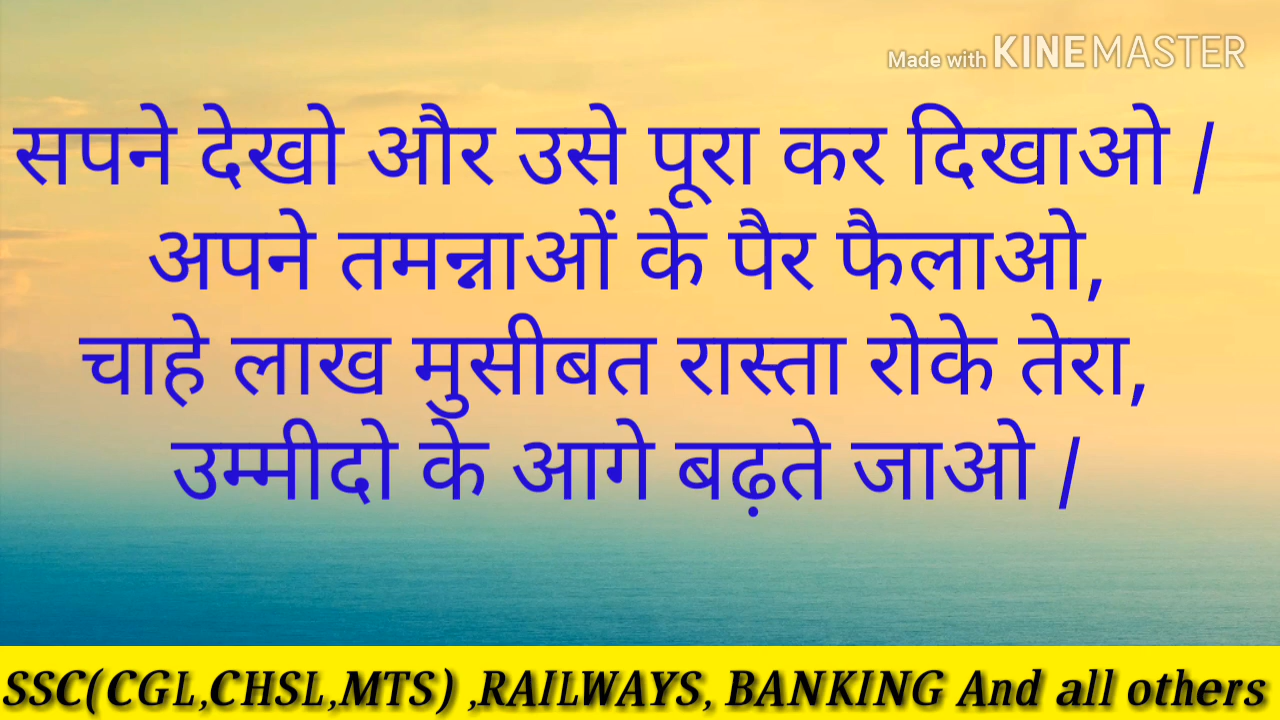 Made with KINEMASTER
सपने देखो और उसे पूरा कर दिखाओ /
अपने तमन्नाओं के पैर फैलाओ,
चाहे लाख मुसीबत रास्ता रोके तेरा,
उम्मीदो के आगे बढ़ते जाओ /
SSC(CGL,CHSL,MTS) ,RAILWAYS, BANKING And all others